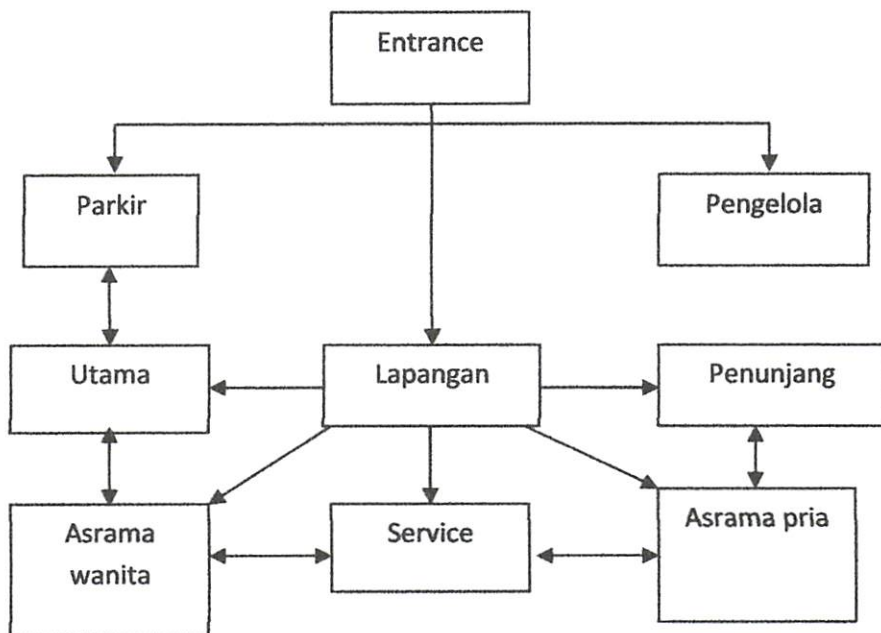 Entrance
Parkir
Pengelola
Utama
Lapangan
Penunjang
Asrama
wanita
Service
Asrama pria